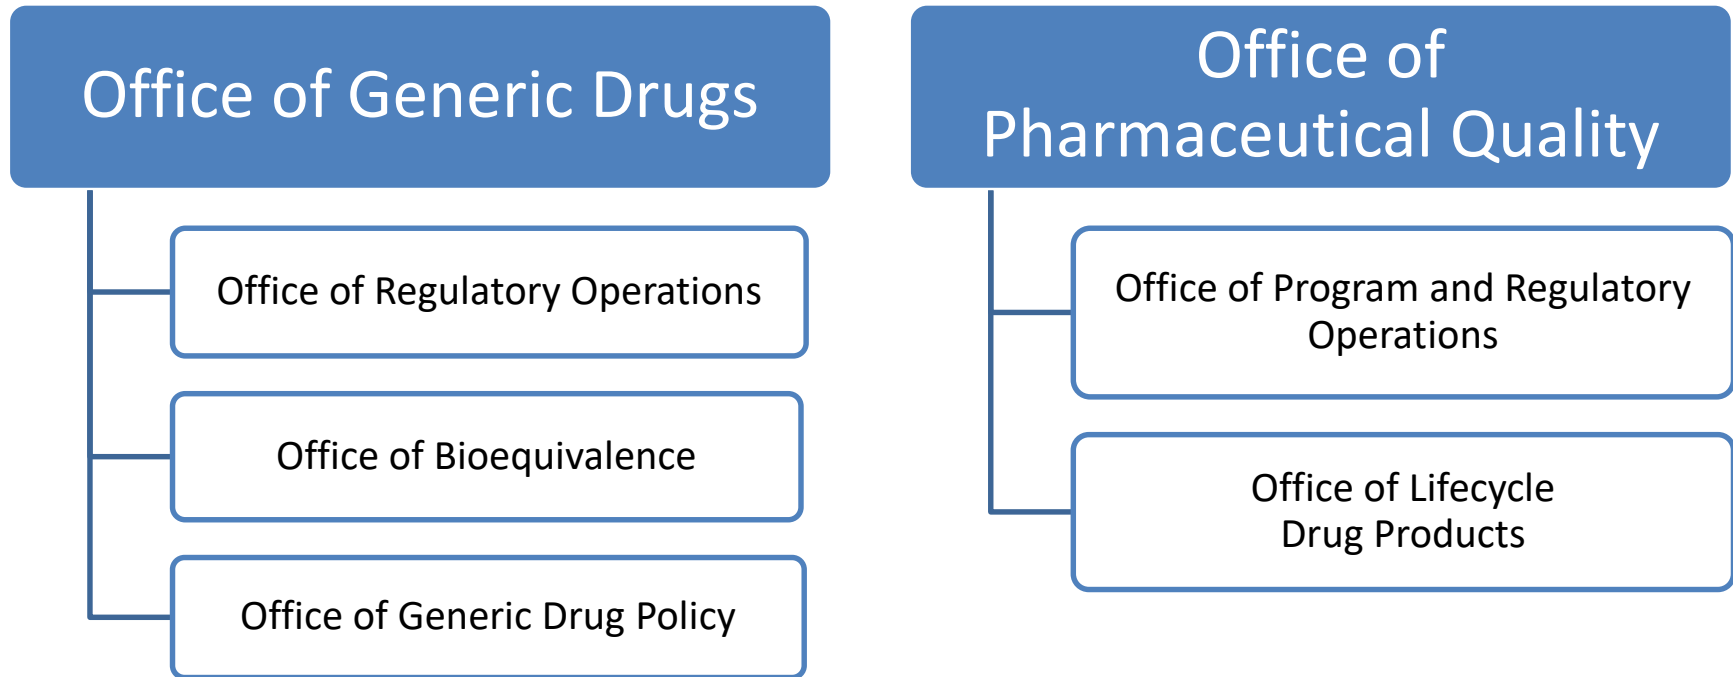 Office of Generic Drugs
Office of Regulatory Operations
Office of Bioequivalence
Office of Generic Drug Policy
Office of
Pharmaceutical Quality
Office of Program and Regulatory
Operations
Office of Lifecycle
Drug Products